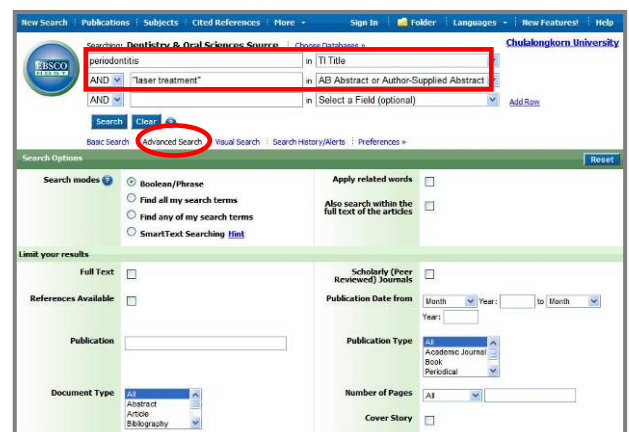 New Search Publications Subjects Cited References More Sign In Folder Languages New Features! Help
Searching: Dentistry & Oral Sciences Source Choose Databases » Chulalongkorn University
EBSCO HOST
periodontitis in TI Title
AND "laser treatment" in AB Abstract or Author-Supplied Abstract
AND in Select a Field (optional) Add Row
Search Clear ?
Basic Search Advanced Search Visual Search Search History/Alerts Preferences »
Search Options Reset
Search modes ? Boolean/Phrase Apply related words
Find all my search terms Also search within the
Find any of my search terms full text of the articles
SmartText Searching Hint
Limit your results
Full Text Scholarly (Peer
Reviewed) Journals
References Available Publication Date from Month Year: to Month
Year:
Publication Publication Type All
Academic Journal
Book
Periodical
Document Type All Number of Pages All
Abstract
Article
Bibliography Cover Story